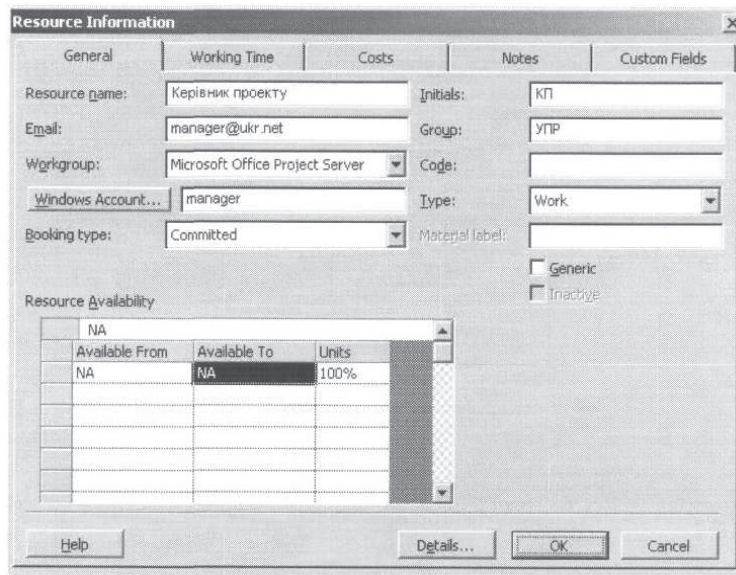 Resource Information
General Working Time Costs Notes Custom Fields
Resource name: Керівник проекту Initials: КП
Email: manager@ukr.net Group: УПР
Workgroup: Microsoft Office Project Server Code:
Windows Account... manager Type: Work
Booking type: Committed Material label:
Generic
Inactive
Resource Availability
NA
Available From Available To Units
NA NA 100%
Help Details... OK Cancel